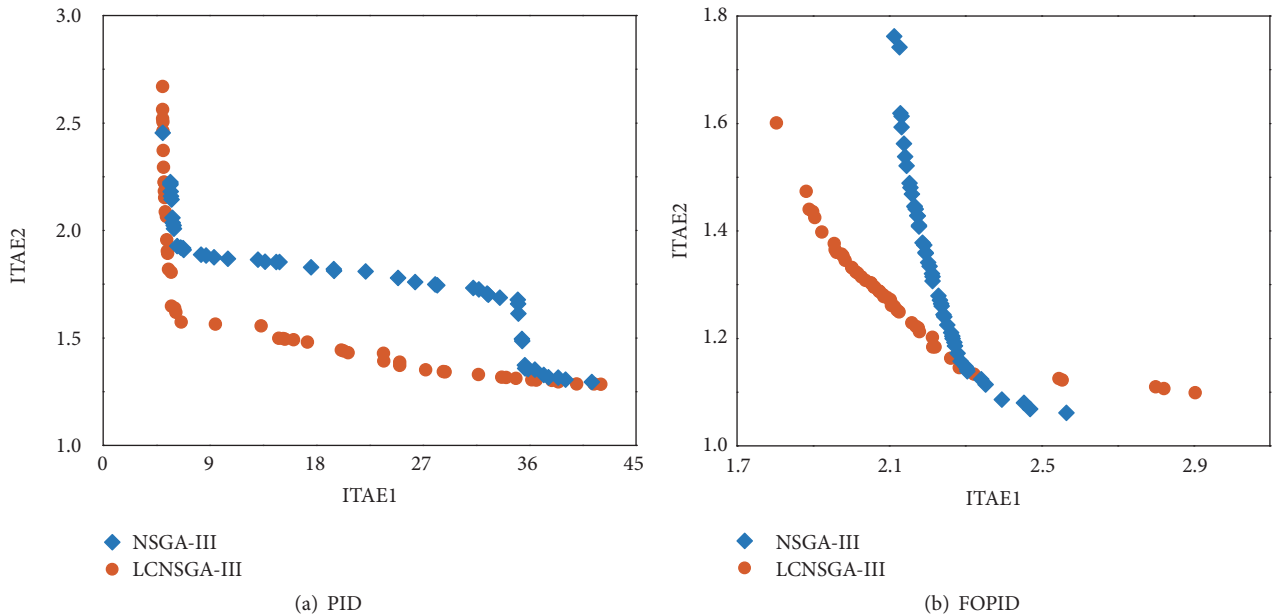 3.0
2.5
2.0
1.5
1.0
ITAE2
0 9 18 27 36 45
ITAE1
NSGA-III
LCNSGA-III
(a) PID
1.8
1.6
1.4
1.2
1.0
ITAE2
1.7 2.1 2.5 2.9
ITAE1
NSGA-III
LCNSGA-III
(b) FOPID